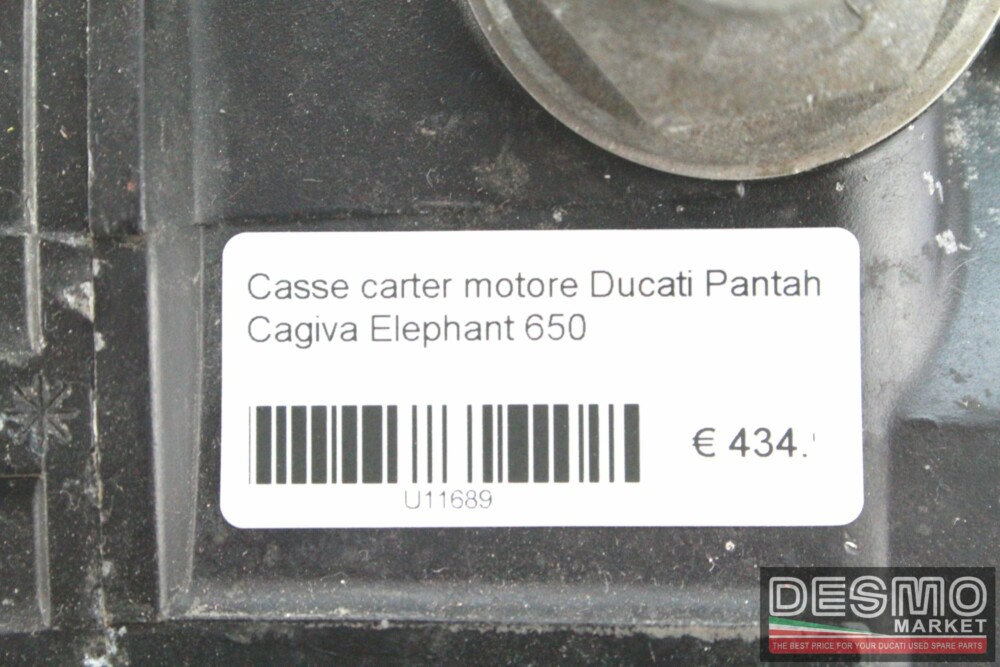 Casse carter motore Ducati Pantah
Cagiva Elephant 650
€ 434.
U11689
DESMO
MARKET
THE BEST PRICE FOR YOUR DUCATI USED SPARE PARTS